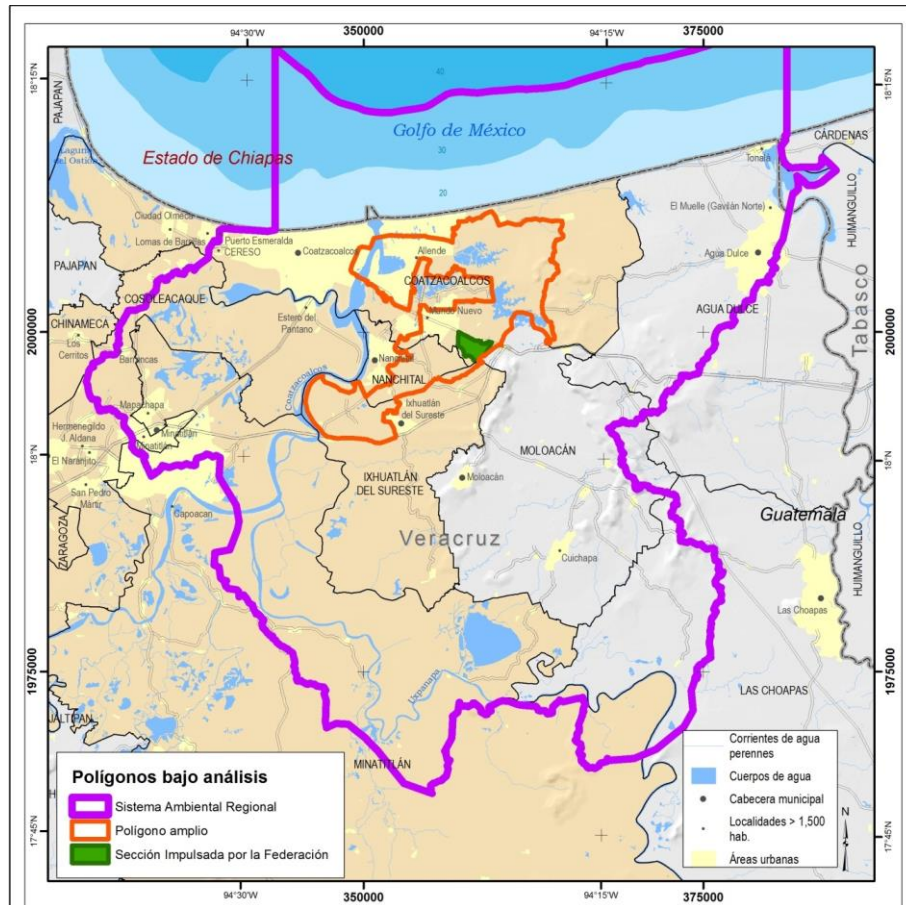 94°30'W
350000
94°15'W
375000
18°15'N
18°15'N
PAJAPAN
40
Golfo de México
30
20
Estado de Chiapas
CÁRDENAS
Tonalá
HUIMANGUILLO
El Muelle (Gavilán Norte)
Ciudad Olmeca
Lomas de Barillas
Puerto Esmeralda
CERESO
Coatzacoalcos
Allende
COATZACOALCOS
Agua Dulce
PAJAPAN
COSOLEACAQUE
Mundo Nuevo
AGUA DULCE
Tabasco
2000000
2000000
CHINAMECA
Los Cerritos
Barrancas
Estero del Pantano
Coatzacoalcos
Nanchital
NANCHITAL
Ixhuatlán del Sureste
Mapachapa
Minatitlán
Minatitlán
Hermenegildo J. Aldana
El Naranjito
San Pedro Mártir
18°N
18°N
MOLOACÁN
Moloacán
IXHUATLÁN DEL SURESTE
Capoacan
ZARAGOZA
Veracruz
Guatemala
HUIMANGUILLO
Cuichapa
Las Choapas
1975000
1975000
Uxpanapa
LAS CHOAPAS
JALTIPAN
MINATITLÁN
Polígonos bajo análisis
Sistema Ambiental Regional
Polígono amplio
Sección Impulsada por la Federación
Corrientes de agua perennes
Cuerpos de agua
Cabecera municipal
Localidades > 1,500 hab.
Áreas urbanas
N
17°45'N
17°45'N
94°30'W
350000
94°15'W
375000